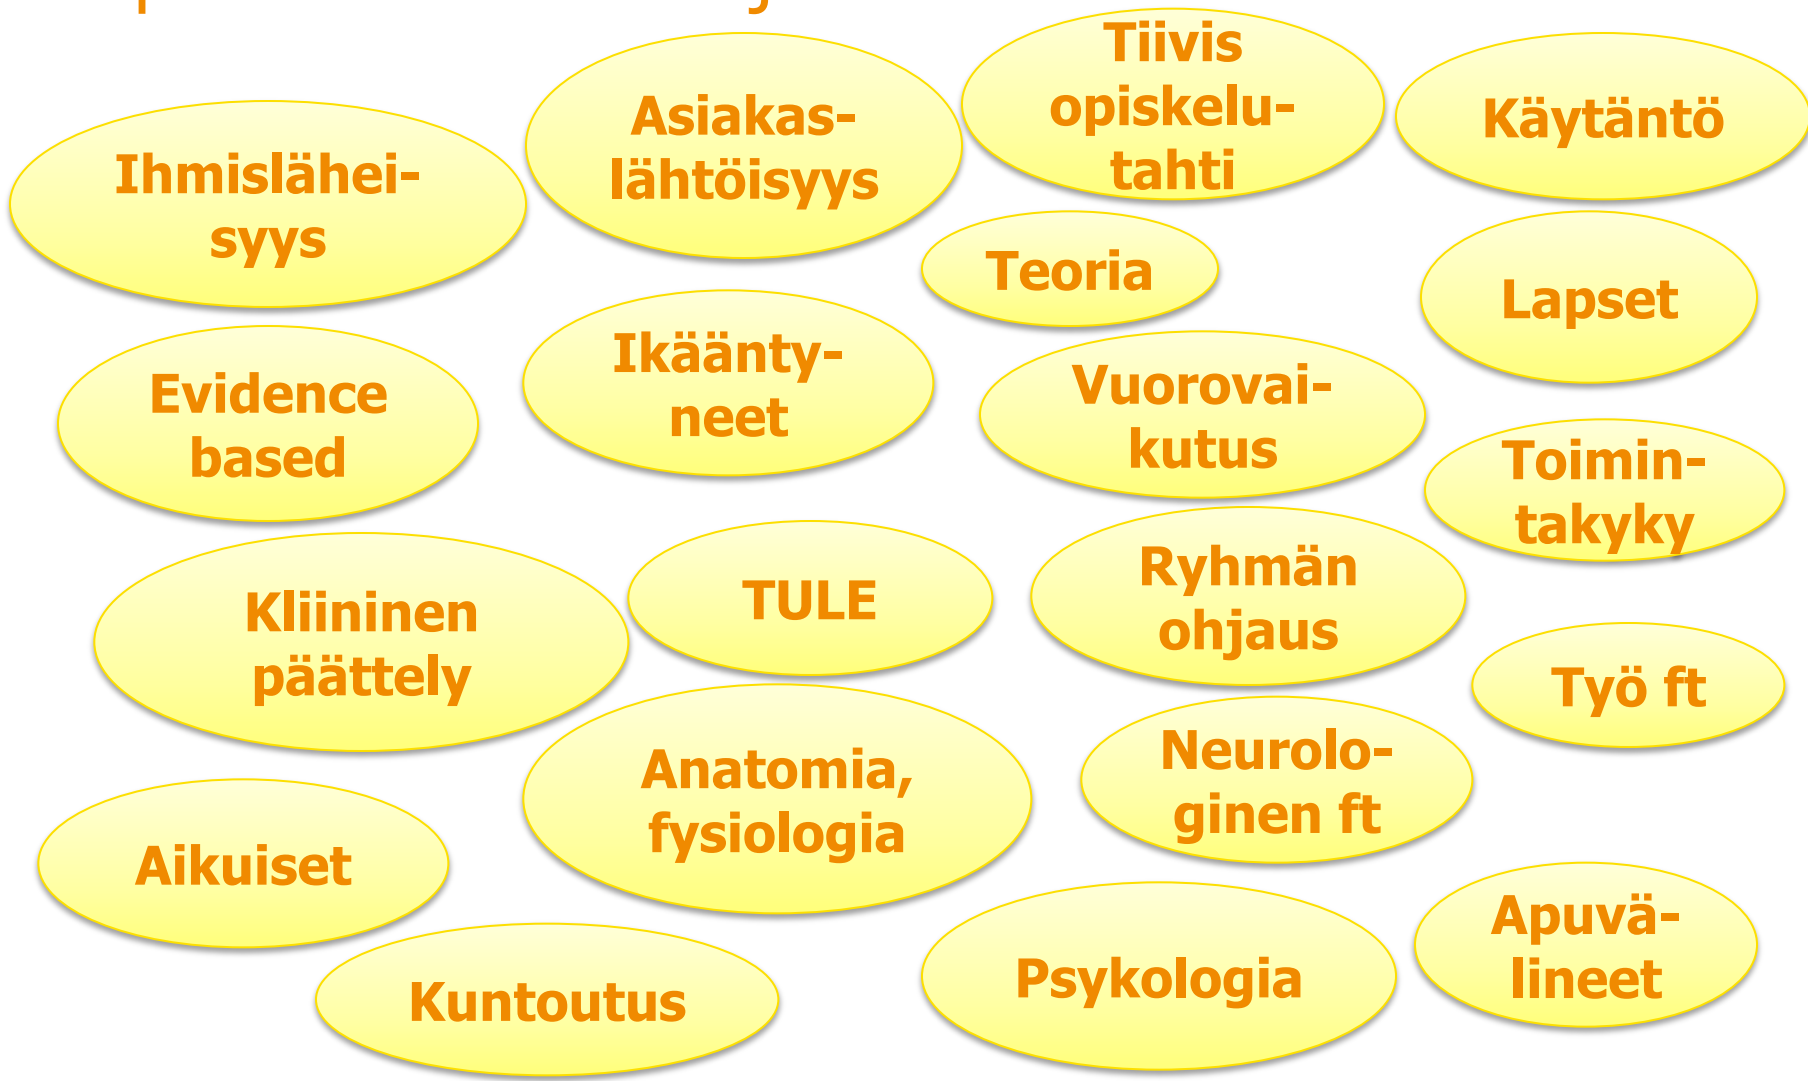 Ihmislähei-
syys
Asiakas-
lähtöisyys
Tiivis
opiskelu-
tahti
Käytäntö
Teoria
Lapset
Evidence
based
Ikäänty-
neet
Vuorovai-
kutus
Toimin-
takyky
Kliininen
päättely
TULE
Ryhmän
ohjaus
Työ ft
Anatomia,
fysiologia
Neurolo-
ginen ft
Aikuiset
Kuntoutus
Psykologia
Apuvä-
lineet